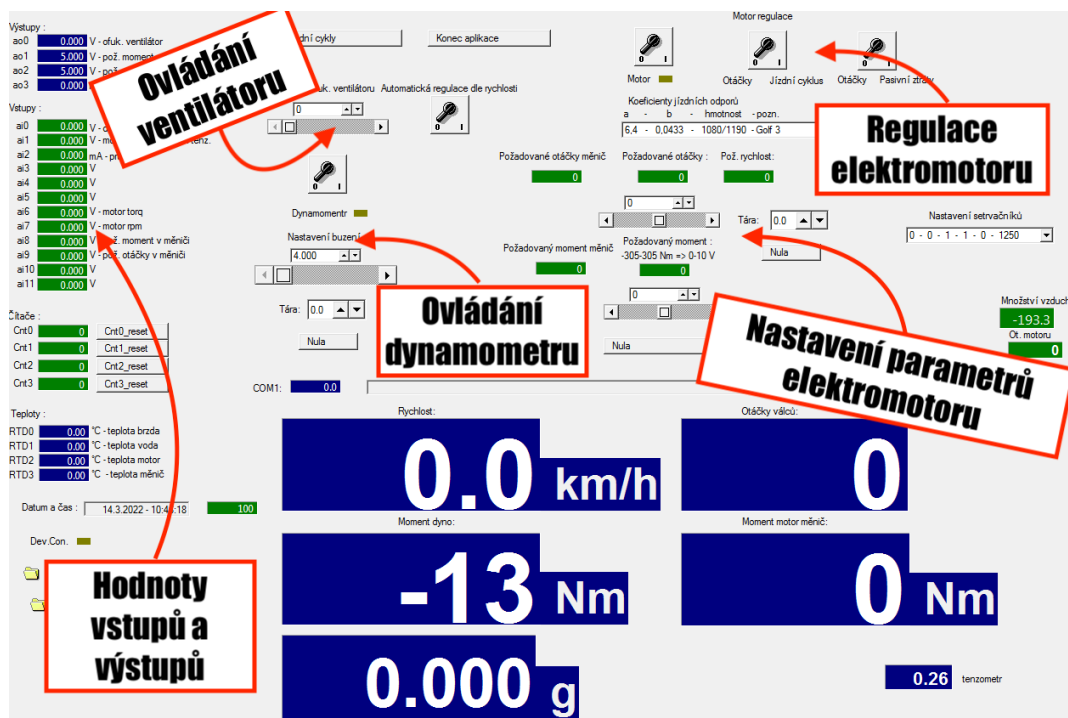 Výstupy :
ao0 0.000 V - ofuk. ventilátor
ao1 5.000 V - pož. moment
ao2 5.000 V - pož.
ao3 0.000 V
Vstupy :
ai0 0.000 V
ai1 0.000 V - tenz.
ai2 0.000 mA
ai3 0.000 V
ai4 0.000 V
ai5 0.000 V
ai6 0.000 V - motor torq
ai7 0.000 V - motor rpm
ai8 0.000 V - pož. moment v měniči
ai9 0.000 V - pož. otáčky v měniči
ai10 0.000 V
ai11 0.000 V
Čítače :
Cnt0 0 Cnt0_reset
Cnt1 0 Cnt1_reset
Cnt2 0 Cnt2_reset
Cnt3 0 Cnt3_reset
Teploty :
RTD0 0.00 °C - teplota brzda
RTD1 0.00 °C - teplota voda
RTD2 0.00 °C - teplota motor
RTD3 0.00 °C - teplota měnič
Datum a čas : 14.3.2022 - 100
Dev.Con.
Hodnoty
vstupů a
výstupů
Ovládání
ventilátoru
cykly
Konec aplikace
ventilátoru Automatická regulace dle rychlosti
0
0 I
0 I
Dynamomentr
Nastavení buzení
4.000
Tára: 0.0
Nula
Ovládání
dynamometru
COM1: 0.0
Motor regulace
0 I
0 I
0 I
Motor
Otáčky Jízdní cyklus
Otáčky Pasivní ztráty
Koeficienty jízdních odporů
a - b - hmotnost - pozn.
6,4 - 0,0433 - 1080/1190 - Golf 3
Regulace
elektromotoru
Požadované otáčky měnič Požadované otáčky : Pož. rychlost:
0 0 0
0
Tára: 0.0
Nula
Nastavení setrvačníků
0 - 0 - 1 - 1 - 0 - 1250
Požadovaný moment měnič
Požadovaný moment :
-305-305 Nm => 0-10 V
0 0
0
Nula
Nastavení parametrů
elektromotoru
Množství vzduch
-193.3
Ot. motoru
0
Rychlost:
0.0 km/h
Otáčky válců:
0
Moment dyno:
-13 Nm
Moment motor měnič:
0 Nm
0.000 g
0.26 tenzometr